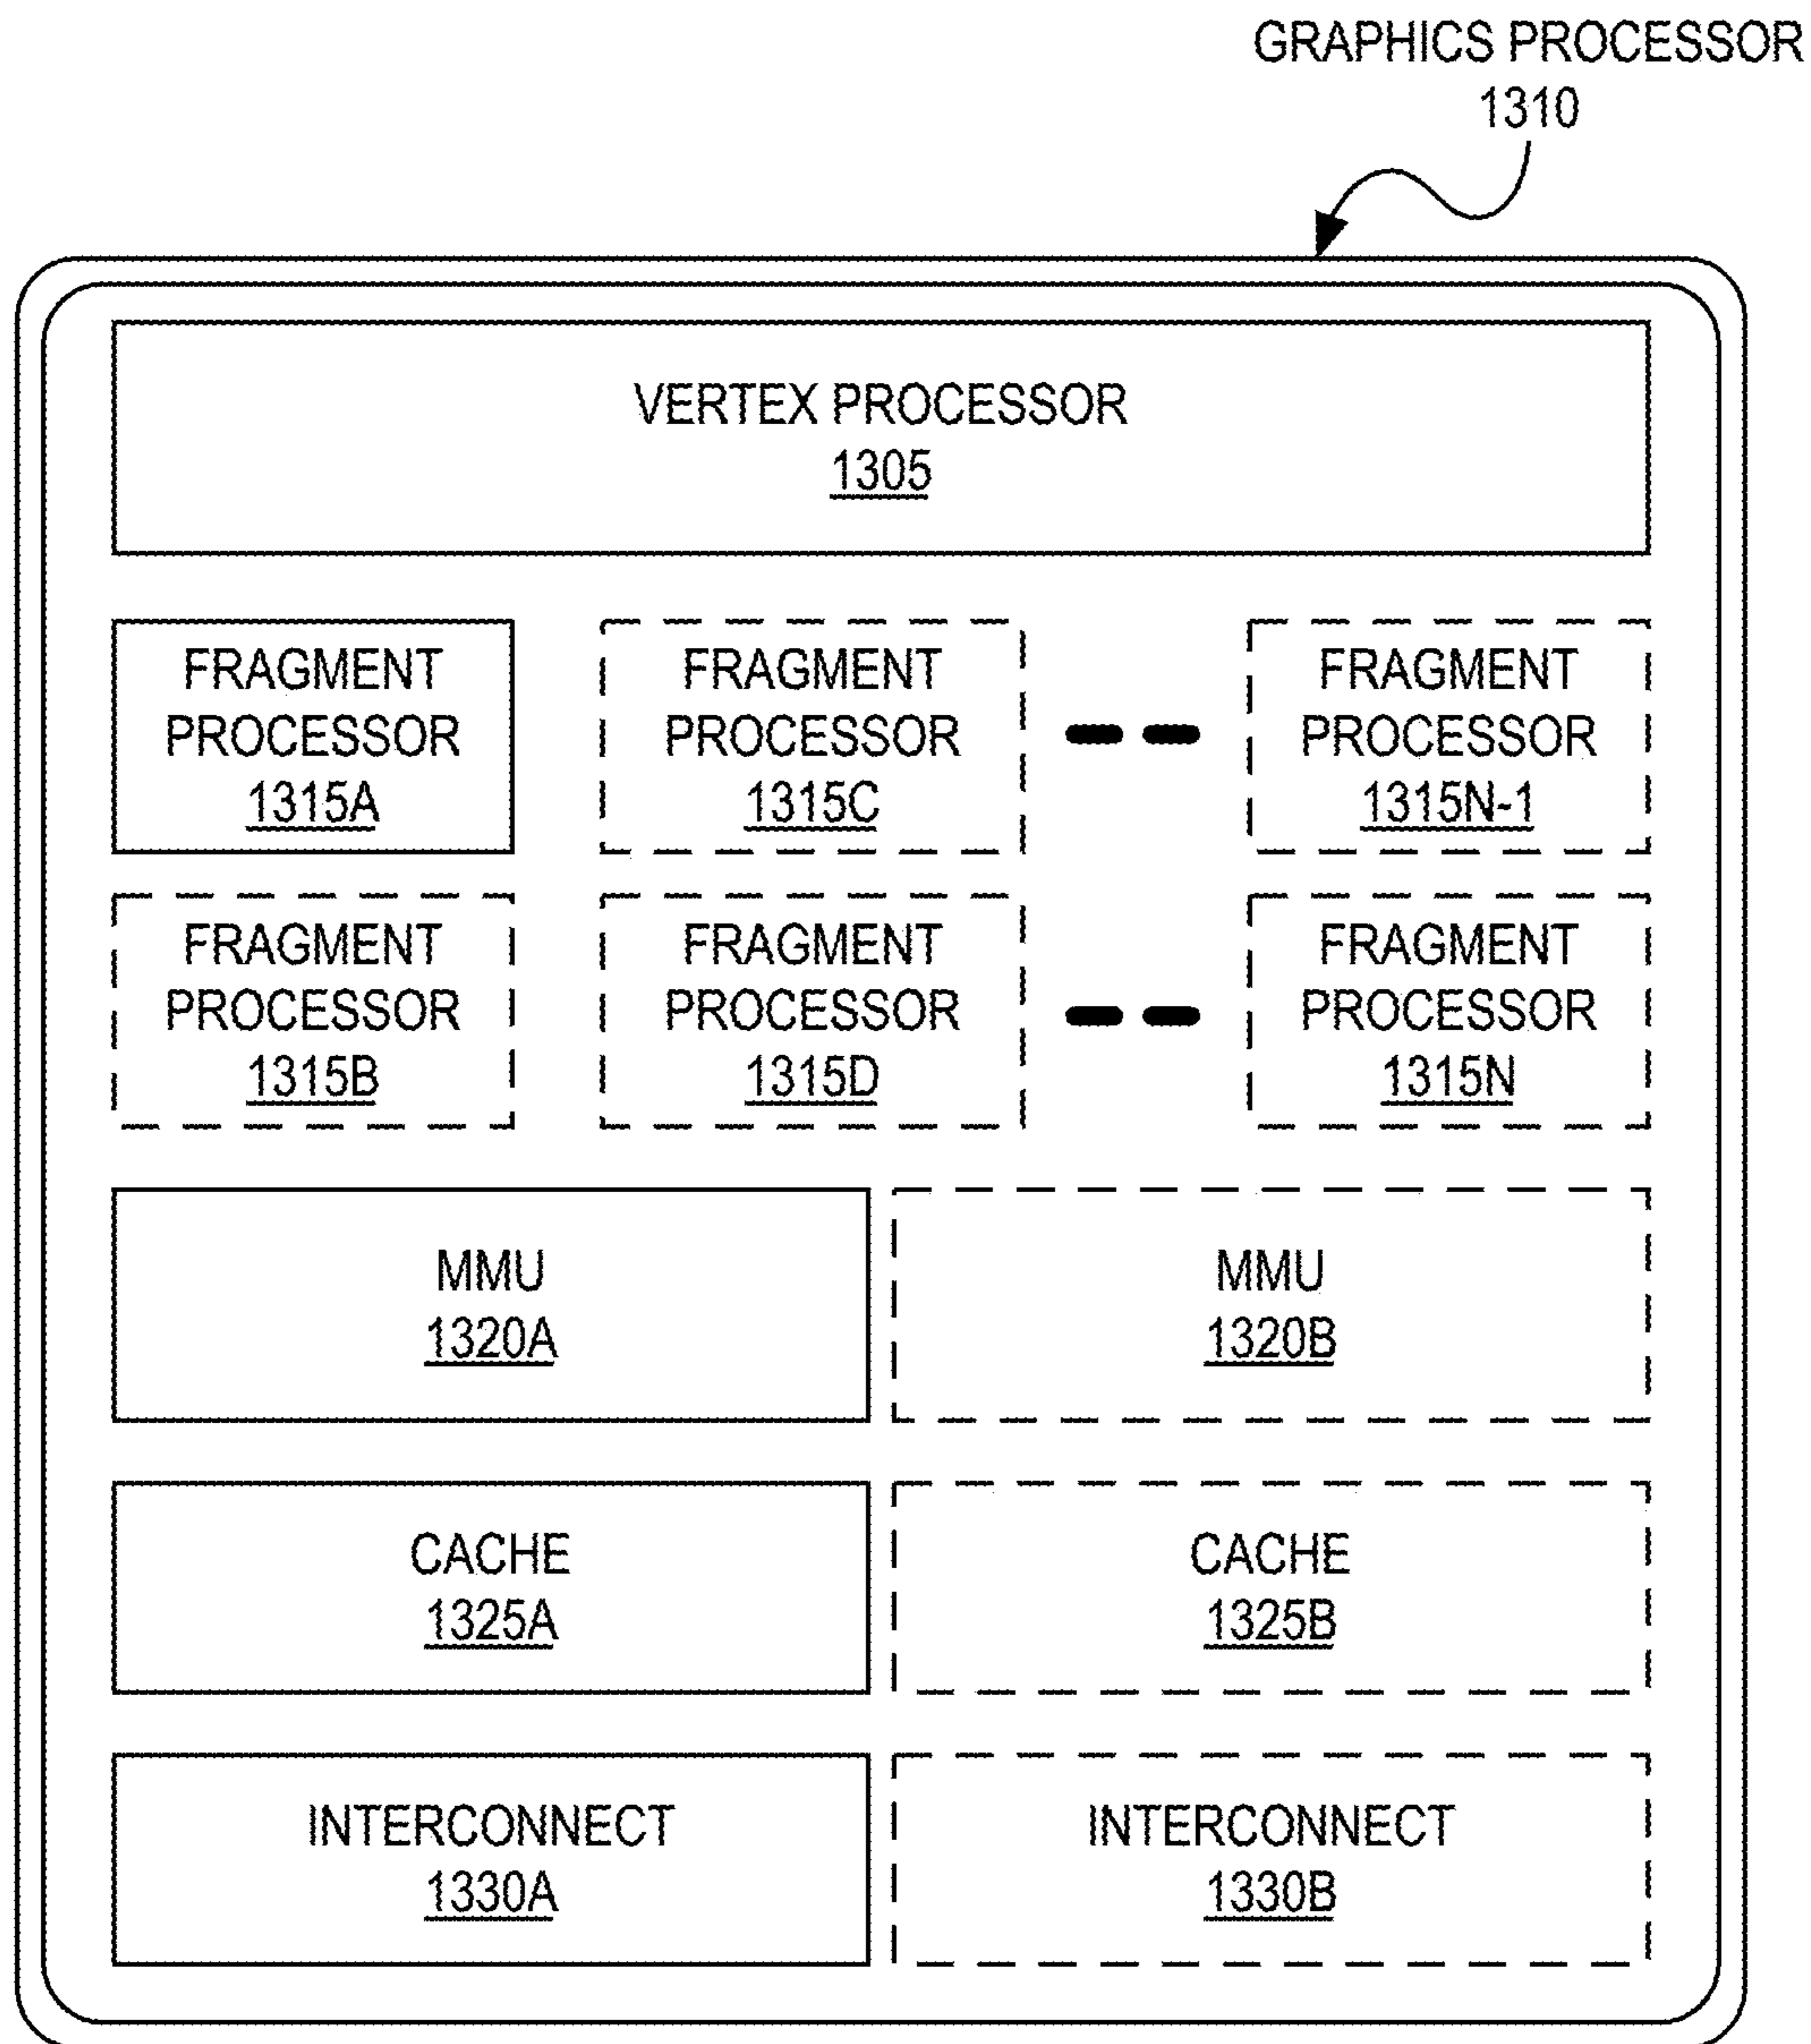 GRAPHICS PROCESSOR
1310
VERTEX PROCESSOR
1305
FRAGMENT
PROCESSOR
1315A
FRAGMENT
PROCESSOR
1315C
FRAGMENT
PROCESSOR
1315N-1
FRAGMENT
PROCESSOR
1315B
FRAGMENT
PROCESSOR
1315D
FRAGMENT
PROCESSOR
1315N
MMU
1320A
MMU
1320B
CACHE
1325A
CACHE
1325B
INTERCONNECT
1330A
INTERCONNECT
1330B